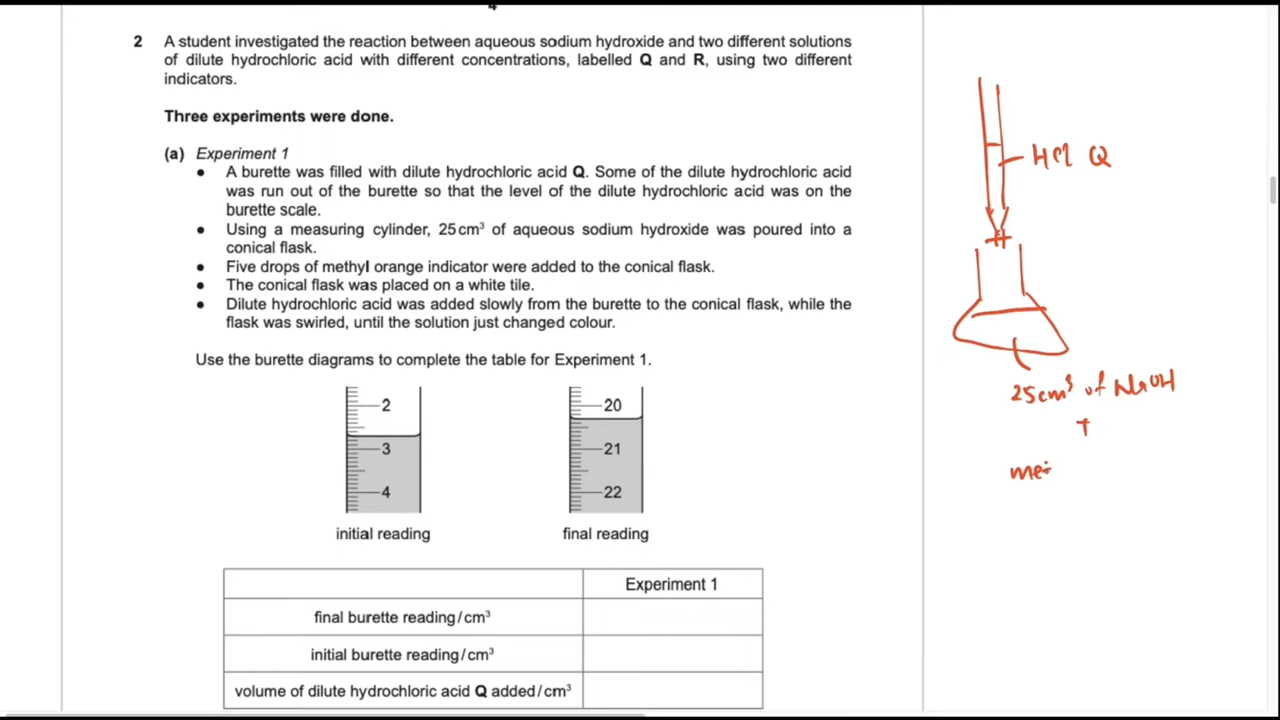 4
2 A student investigated the reaction between aqueous sodium hydroxide and two different solutions
of dilute hydrochloric acid with different concentrations, labelled Q and R, using two different
indicators.
Three experiments were done.
(a) Experiment 1
• A burette was filled with dilute hydrochloric acid Q. Some of the dilute hydrochloric acid
was run out of the burette so that the level of the dilute hydrochloric acid was on the
burette scale.
• Using a measuring cylinder, 25 cm³ of aqueous sodium hydroxide was poured into a
conical flask.
• Five drops of methyl orange indicator were added to the conical flask.
• The conical flask was placed on a white tile.
• Dilute hydrochloric acid was added slowly from the burette to the conical flask, while the
flask was swirled, until the solution just changed colour.
Use the burette diagrams to complete the table for Experiment 1.
2
3
4
initial reading
20
21
22
final reading
Experiment 1
final burette reading/cm³
initial burette reading/cm³
volume of dilute hydrochloric acid Q added/cm³
HCl Q
25cm³ of NaOH
+
me